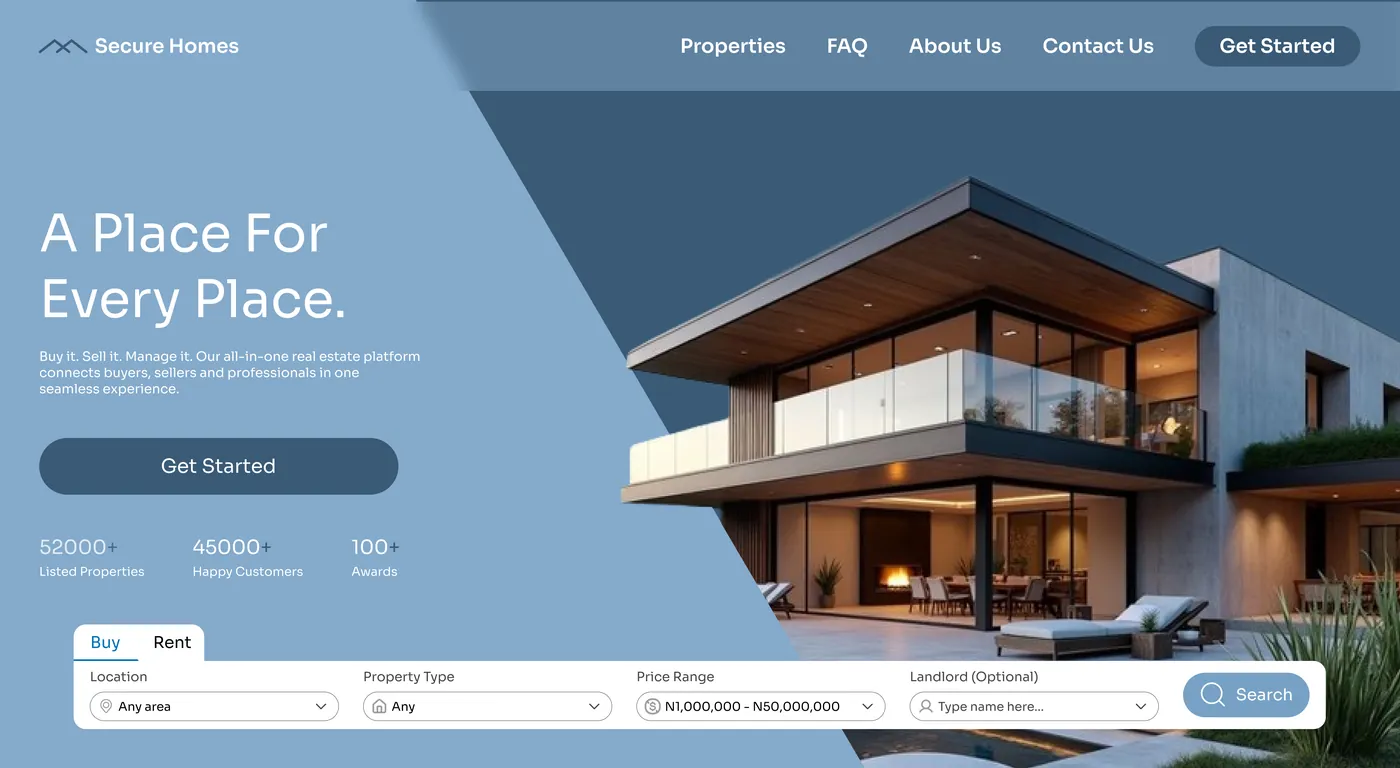 Secure Homes
Properties
FAQ
About Us
Contact Us
Get Started
A Place For
Every Place.
Buy it. Sell it. Manage it. Our all-in-one real estate platform
connects buyers, sellers and professionals in one
seamless experience.
Get Started
52000+
Listed Properties
45000+
Happy Customers
100+
Awards
Buy
Rent
Location
Any area
Property Type
Any
Price Range
N1,000,000 - N50,000,000
Landlord (Optional)
Type name here...
Search